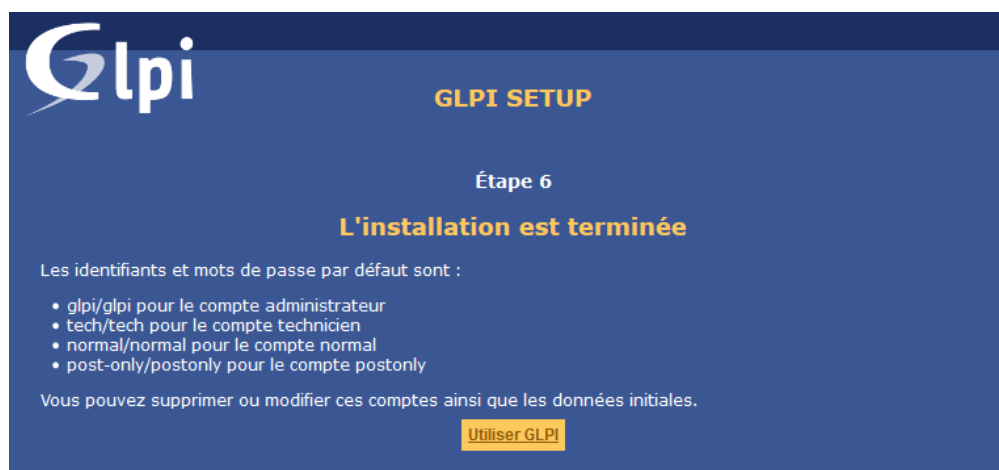 Glpi
GLPI SETUP
Étape 6
L'installation est terminée
Les identifiants et mots de passe par défaut sont :
• glpi/glpi pour le compte administrateur
• tech/tech pour le compte technicien
• normal/normal pour le compte normal
• post-only/postonly pour le compte postonly
Vous pouvez supprimer ou modifier ces comptes ainsi que les données initiales.
Utiliser GLPI